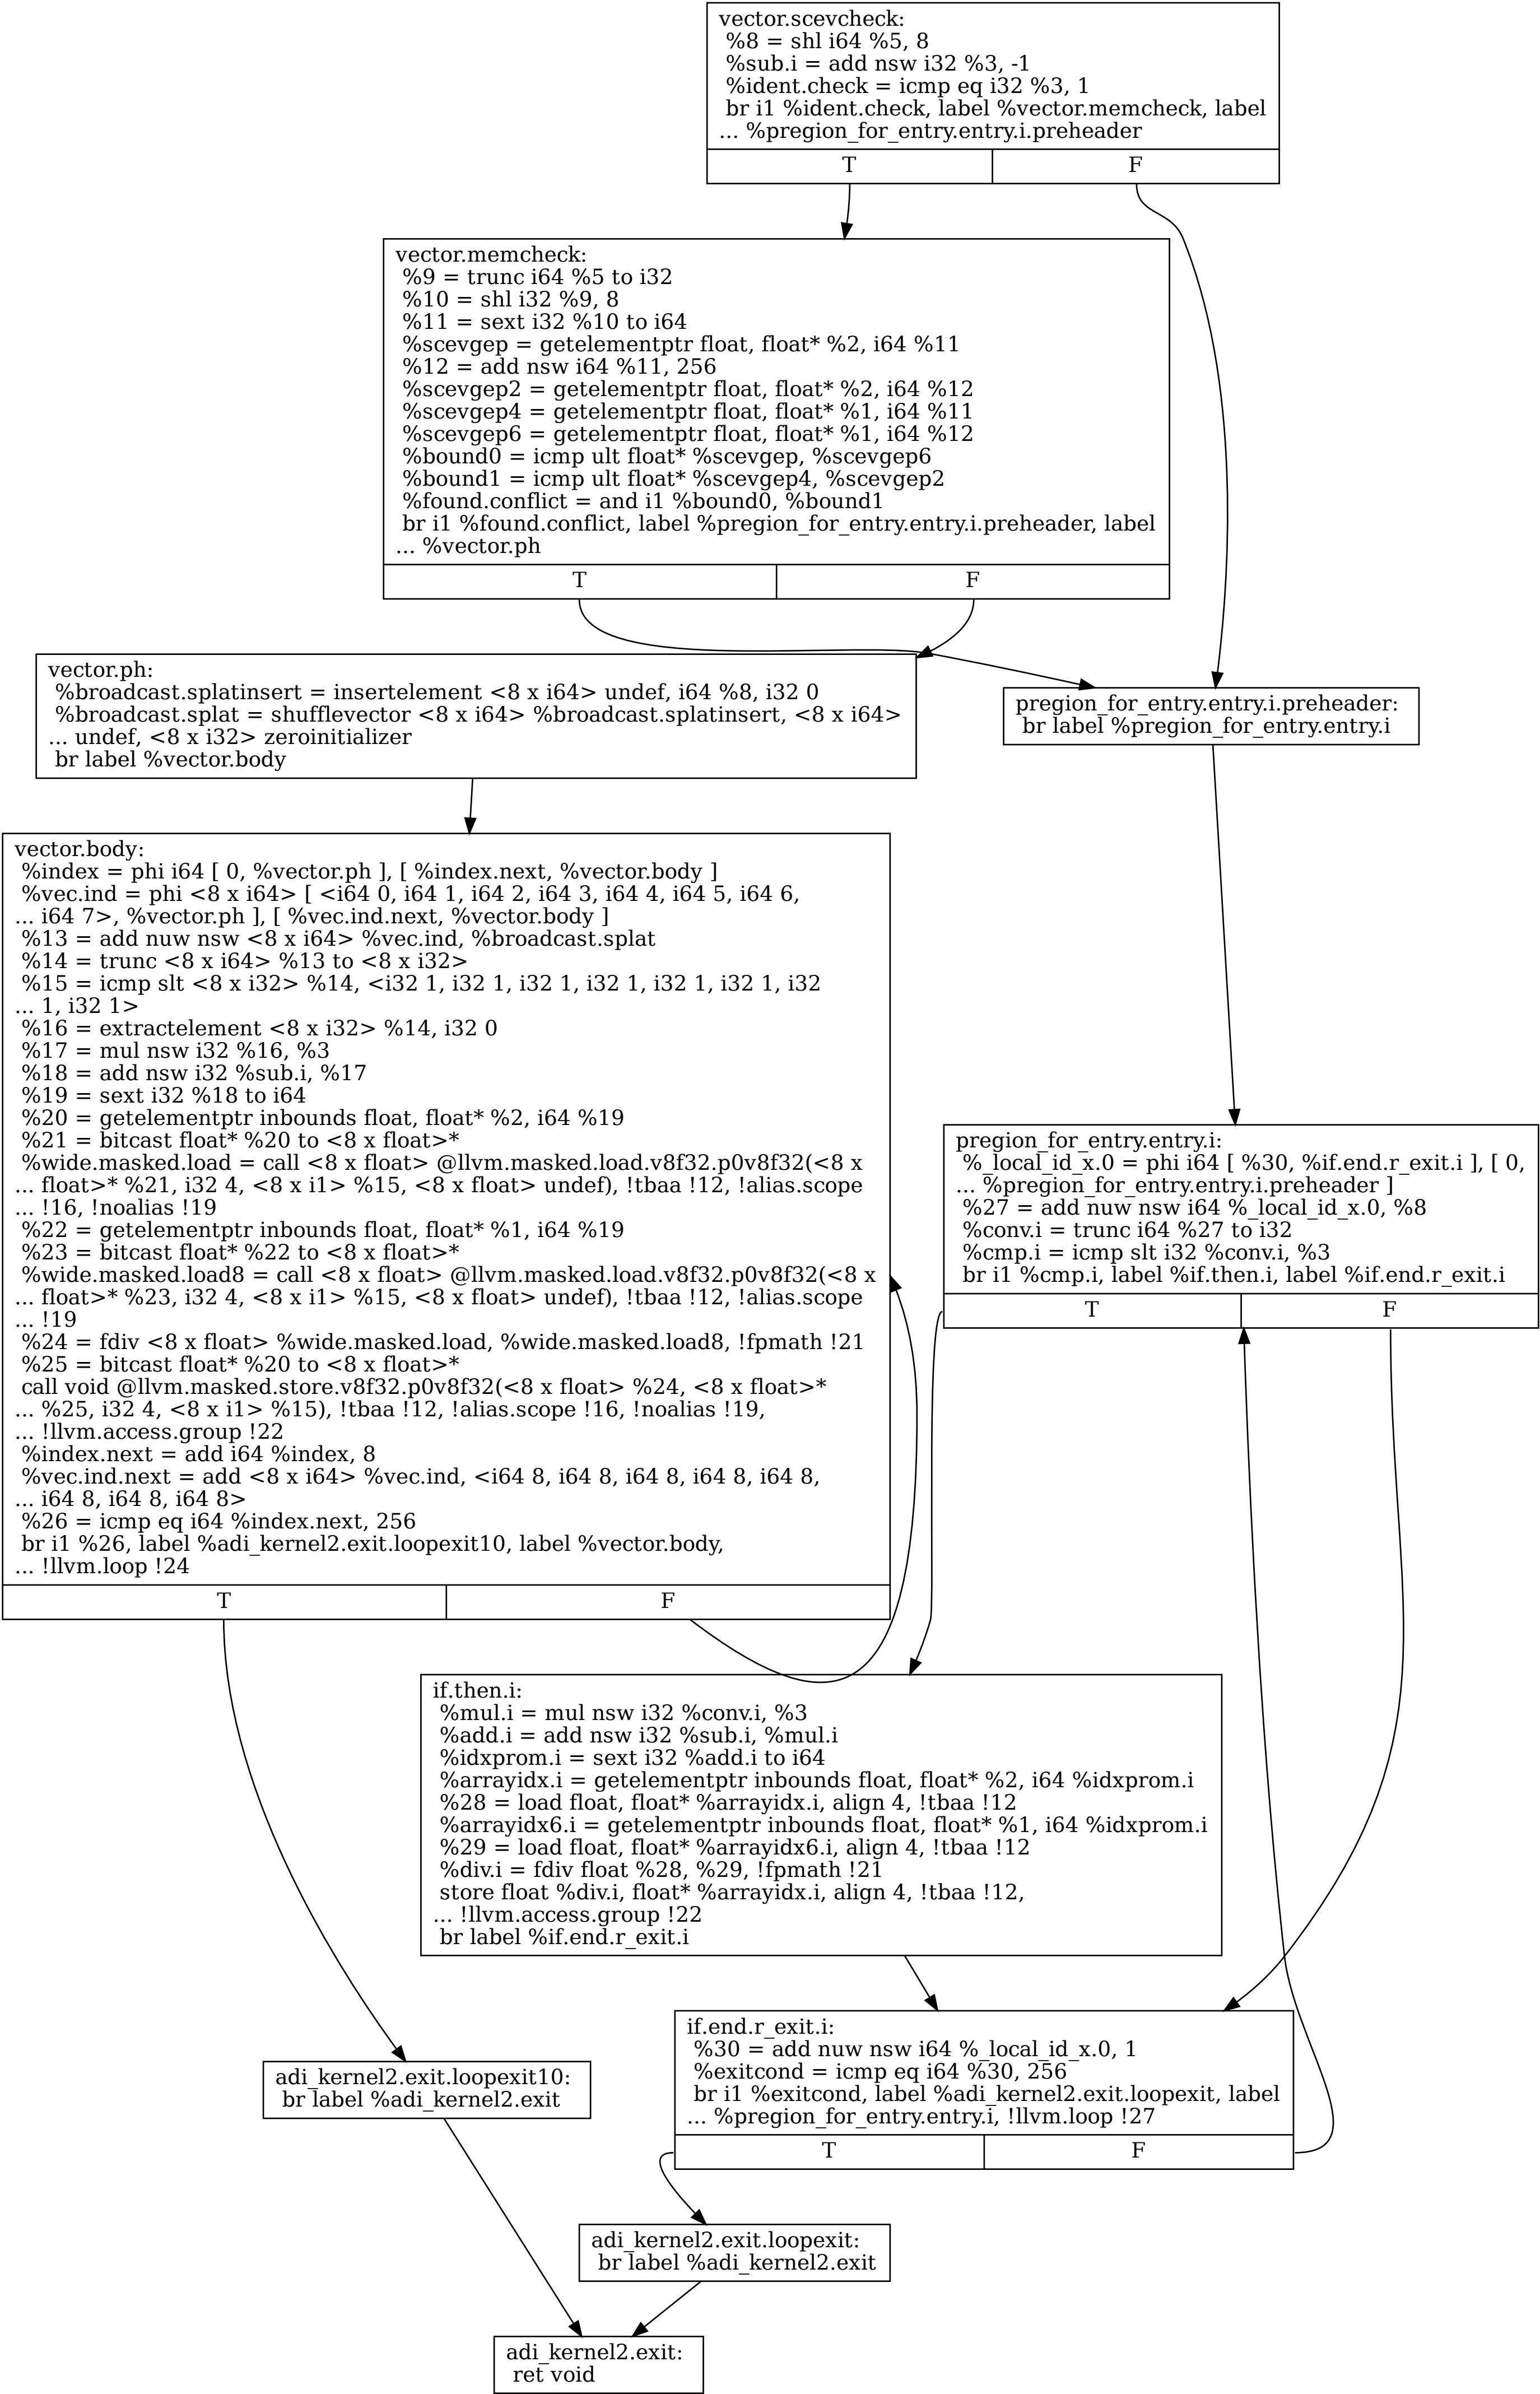 vector.scevcheck:
%8 = shl i64 %5, 8
%sub.i = add nsw i32 %3, -1
%ident.check = icmp eq i32 %3, 1
br i1 %ident.check, label %vector.memcheck, label
... %pregion_for_entry.entry.i.preheader
T F
vector.memcheck:
%9 = trunc i64 %5 to i32
%10 = shl i32 %9, 8
%11 = sext i32 %10 to i64
%scevgep = getelementptr float, float* %2, i64 %11
%12 = add nsw i64 %11, 256
%scevgep2 = getelementptr float, float* %2, i64 %12
%scevgep4 = getelementptr float, float* %1, i64 %11
%scevgep6 = getelementptr float, float* %1, i64 %12
%bound0 = icmp ult float* %scevgep, %scevgep6
%bound1 = icmp ult float* %scevgep4, %scevgep2
%found.conflict = and i1 %bound0, %bound1
br i1 %found.conflict, label %pregion_for_entry.entry.i.preheader, label
... %vector.ph
T F
vector.ph:
%broadcast.splatinsert = insertelement <8 x i64> undef, i64 %8, i32 0
%broadcast.splat = shufflevector <8 x i64> %broadcast.splatinsert, <8 x i64>
... undef, <8 x i32> zeroinitializer
br label %vector.body
pregion_for_entry.entry.i.preheader:
br label %pregion_for_entry.entry.i
vector.body:
%index = phi i64 [ 0, %vector.ph ], [ %index.next, %vector.body ]
%vec.ind = phi <8 x i64> [ <i64 0, i64 1, i64 2, i64 3, i64 4, i64 5, i64 6,
... i64 7>, %vector.ph ], [ %vec.ind.next, %vector.body ]
%13 = add nuw nsw <8 x i64> %vec.ind, %broadcast.splat
%14 = trunc <8 x i64> %13 to <8 x i32>
%15 = icmp slt <8 x i32> %14, <i32 1, i32 1, i32 1, i32 1, i32 1, i32 1, i32
... 1, i32 1>
%16 = extractelement <8 x i32> %14, i32 0
%17 = mul nsw i32 %16, %3
%18 = add nsw i32 %sub.i, %17
%19 = sext i32 %18 to i64
%20 = getelementptr inbounds float, float* %2, i64 %19
%21 = bitcast float* %20 to <8 x float>*
%wide.masked.load = call <8 x float> @llvm.masked.load.v8f32.p0v8f32(<8 x
... float>* %21, i32 4, <8 x i1> %15, <8 x float> undef), !tbaa !12, !alias.scope
... !16, !noalias !19
%22 = getelementptr inbounds float, float* %1, i64 %19
%23 = bitcast float* %22 to <8 x float>*
%wide.masked.load8 = call <8 x float> @llvm.masked.load.v8f32.p0v8f32(<8 x
... float>* %23, i32 4, <8 x i1> %15, <8 x float> undef), !tbaa !12, !alias.scope
... !19
%24 = fdiv <8 x float> %wide.masked.load, %wide.masked.load8, !fpmath !21
%25 = bitcast float* %20 to <8 x float>*
call void @llvm.masked.store.v8f32.p0v8f32(<8 x float> %24, <8 x float>*
... %25, i32 4, <8 x i1> %15), !tbaa !12, !alias.scope !16, !noalias !19,
... !llvm.access.group !22
%index.next = add i64 %index, 8
%vec.ind.next = add <8 x i64> %vec.ind, <i64 8, i64 8, i64 8, i64 8, i64 8,
... i64 8, i64 8, i64 8>
%26 = icmp eq i64 %index.next, 256
br i1 %26, label %adi_kernel2.exit.loopexit10, label %vector.body,
... !llvm.loop !24
T F
pregion_for_entry.entry.i:
%_local_id_x.0 = phi i64 [ %30, %if.end.r_exit.i ], [ 0,
... %pregion_for_entry.entry.i.preheader ]
%27 = add nuw nsw i64 %_local_id_x.0, %8
%conv.i = trunc i64 %27 to i32
%cmp.i = icmp slt i32 %conv.i, %3
br i1 %cmp.i, label %if.then.i, label %if.end.r_exit.i
T F
if.then.i:
%mul.i = mul nsw i32 %conv.i, %3
%add.i = add nsw i32 %sub.i, %mul.i
%idxprom.i = sext i32 %add.i to i64
%arrayidx.i = getelementptr inbounds float, float* %2, i64 %idxprom.i
%28 = load float, float* %arrayidx.i, align 4, !tbaa !12
%arrayidx6.i = getelementptr inbounds float, float* %1, i64 %idxprom.i
%29 = load float, float* %arrayidx6.i, align 4, !tbaa !12
%div.i = fdiv float %28, %29, !fpmath !21
store float %div.i, float* %arrayidx.i, align 4, !tbaa !12,
... !llvm.access.group !22
br label %if.end.r_exit.i
if.end.r_exit.i:
%30 = add nuw nsw i64 %_local_id_x.0, 1
%exitcond = icmp eq i64 %30, 256
br i1 %exitcond, label %adi_kernel2.exit.loopexit, label
... %pregion_for_entry.entry.i, !llvm.loop !27
T F
adi_kernel2.exit.loopexit10:
br label %adi_kernel2.exit
adi_kernel2.exit.loopexit:
br label %adi_kernel2.exit
adi_kernel2.exit:
ret void